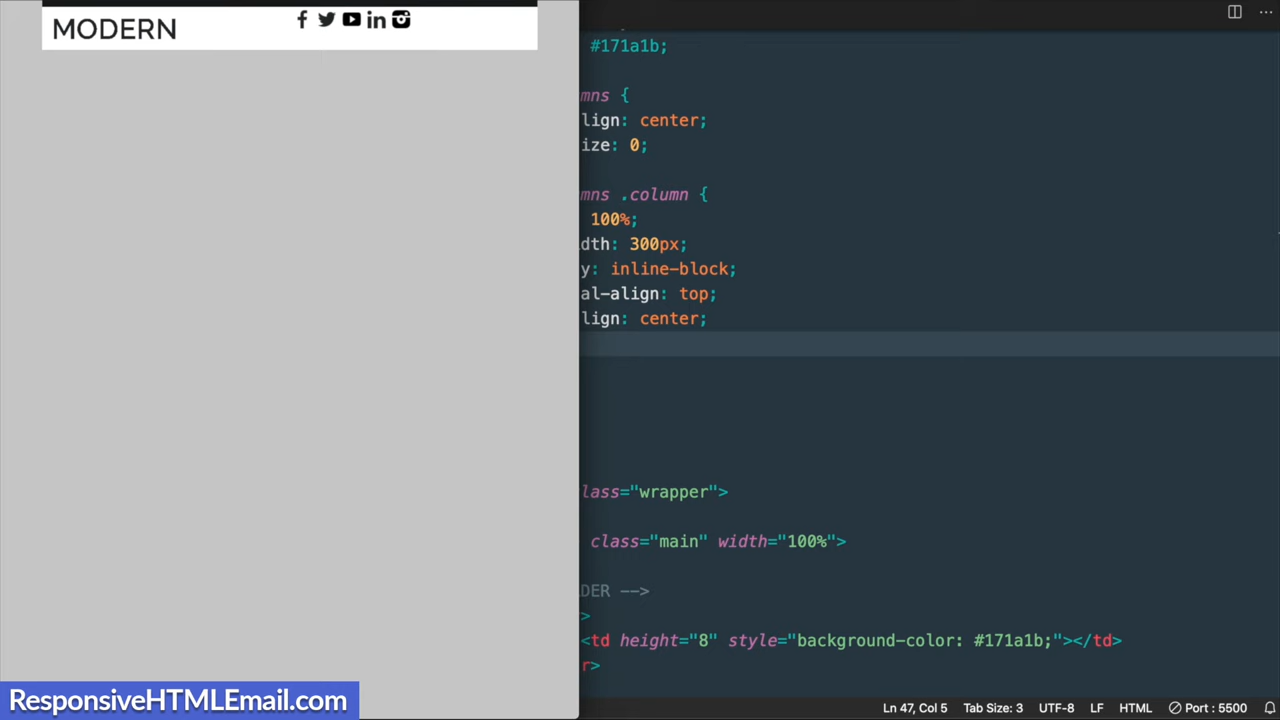 MODERN
#171a1b;
mns {
lign: center;
ize: 0;
mns .column {
100%;
dth: 300px;
y: inline-block;
al-align: top;
lign: center;
lass="wrapper">
class="main" width="100%">
DER -->
>
<td height="8" style="background-color: #171a1b;"></td>
r>
ResponsiveHTMLEmail.com
Ln 47, Col 5 Tab Size: 3 UTF-8 LF HTML Port : 5500